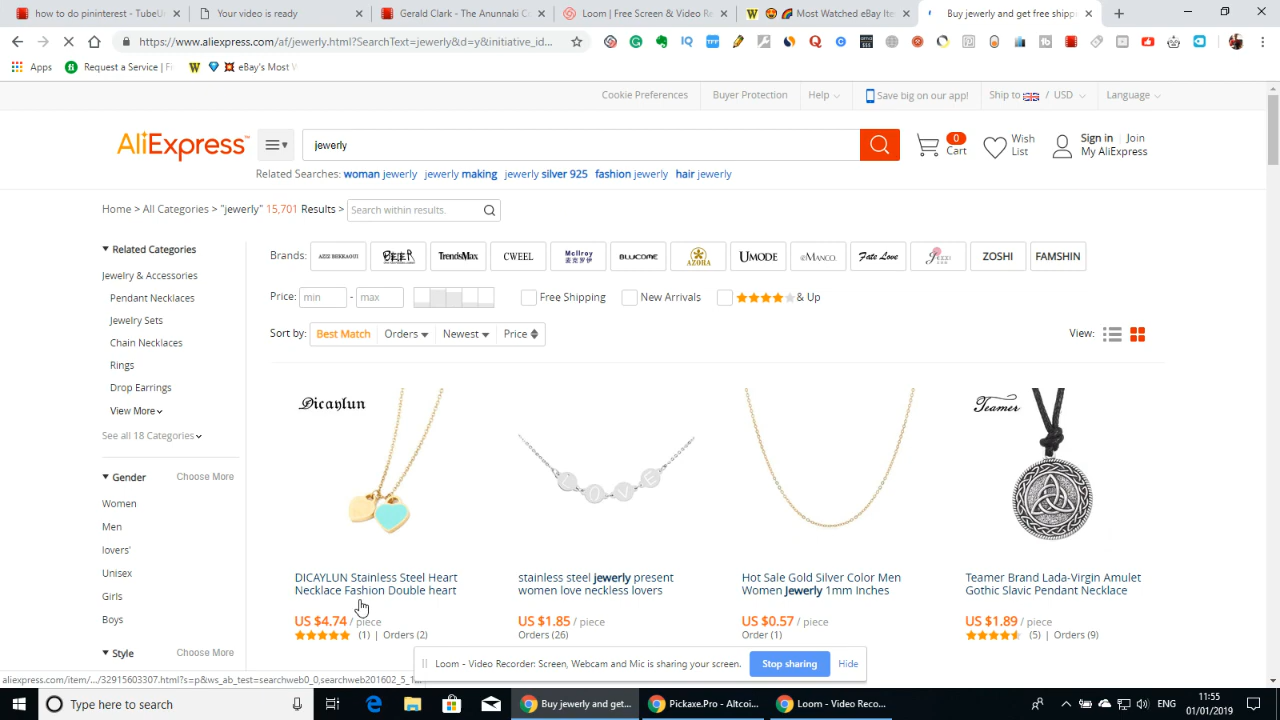 how to do pinterest - TubeU
Your video is ready
Gerald Clark - The Anunnaki C
Loom | Free Screen & Video Re
Most Watched eBay Ite
Buy jewerly and get free shipp
https://www.aliexpress.com/af/jewerly.html?SearchText=jewerly&d=y&initiative_id...
Apps
Request a Service | Fi
eBay's Most W
Cookie Preferences
Buyer Protection
Help
Save big on our app!
Ship to / USD
Language
AliExpress
jewerly
0
Cart
Wish
List
Sign in | Join
My AliExpress
Related Searches: woman jewerly jewerly making jewerly silver 925 fashion jewerly hair jewerly
Home > All Categories > "jewerly" 15,701 Results >
Search within results.
Related Categories
Jewelry & Accessories
Pendant Necklaces
Jewelry Sets
Chain Necklaces
Rings
Drop Earrings
View More
See all 18 Categories
Gender Choose More
Women
Men
lovers'
Unisex
Girls
Boys
Style Choose More
Brands: AZIZ BEKKAOUI BEIER TrendsMax CWEEL Mcllroy 麦克罗伊 BLUCOME AZORA UMODE eManco Fate Love ZOSHI FAMSHIN
Price: min - max Free Shipping New Arrivals & Up
Sort by: Best Match Orders Newest Price View:
Dicaylun
DICAYLUN Stainless Steel Heart
Necklace Fashion Double heart
US $4.74 / piece
(1) | Orders (2)
LOVE
stainless steel jewerly present
women love neckless lovers
US $1.85 / piece
Orders (26)
Hot Sale Gold Silver Color Men
Women Jewerly 1mm Inches
US $0.57 / piece
Order (1)
Teamer
Teamer Brand Lada-Virgin Amulet
Gothic Slavic Pendant Necklace
US $1.89 / piece
(5) | Orders (9)
Loom - Video Recorder: Screen, Webcam and Mic is sharing your screen.
Stop sharing
Hide
aliexpress.com/item/.../32919303307.html?s=p&ws_ab_test=searchweb0_0,searchweb201602_5_1...
Type here to search
Buy jewerly and get...
Pickaxe.Pro - Altcoi...
Loom - Video Reco...
11:55
01/01/2019